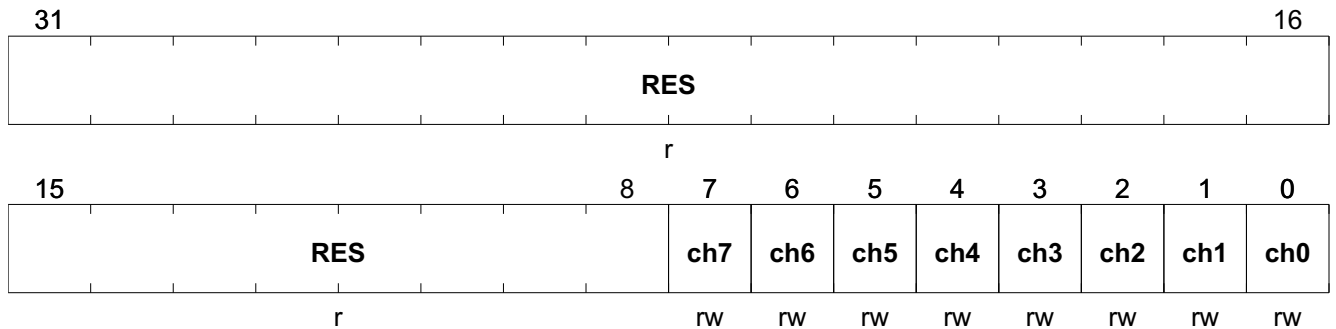 31 16
RES
r
15 8 7 6 5 4 3 2 1 0
RES ch7 ch6 ch5 ch4 ch3 ch2 ch1 ch0
r rw rw rw rw rw rw rw rw